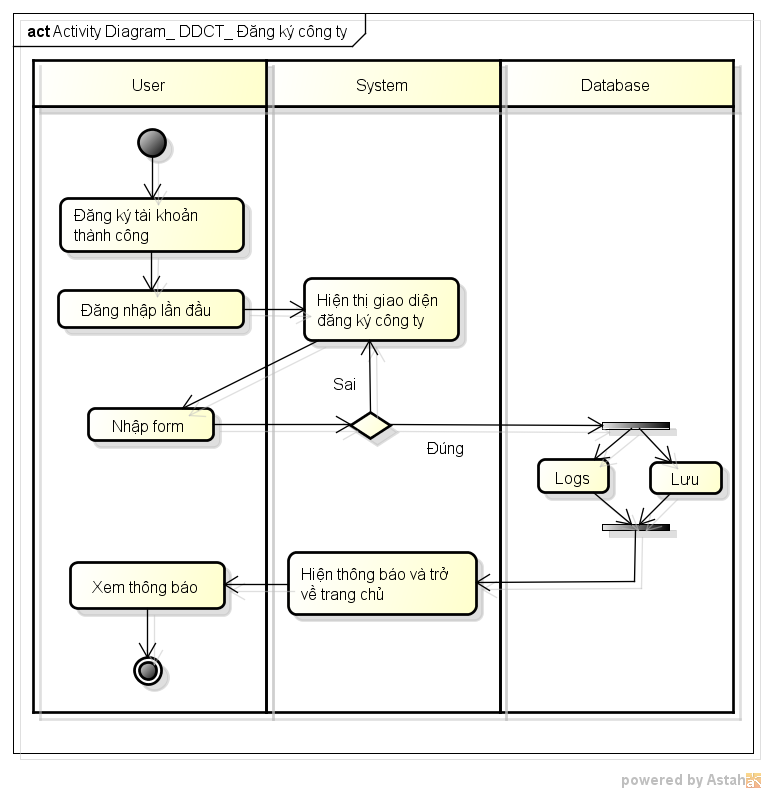 act Activity Diagram_ DDCT_ Đăng ký công ty
User
System
Database
Đăng ký tài khoản
thành công
Đăng nhập lần đầu
Hiện thị giao diện
đăng ký công ty
Sai
Nhập form
Đúng
Logs
Lưu
Hiện thông báo và trở
về trang chủ
Xem thông báo
powered by Astah